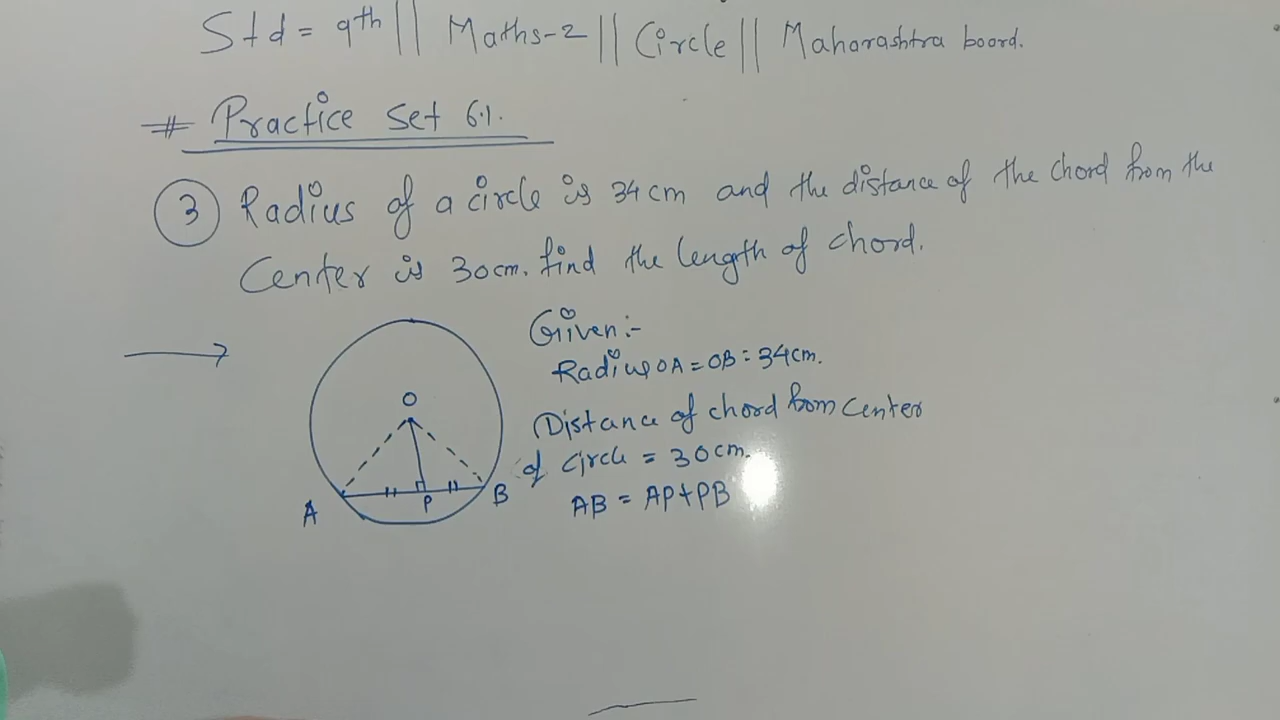 Std = 9th || Maths-2 || Circle || Maharashtra board.
# Practice Set 6.1.
③ Radius of a circle is 34cm and the distance of the chord from the
Center is 30cm. find the length of chord.
Given :-
Radius OA = OB = 34cm.
Distance of chord from center
of circle = 30cm.
AB = AP + PB
O
A
P
B